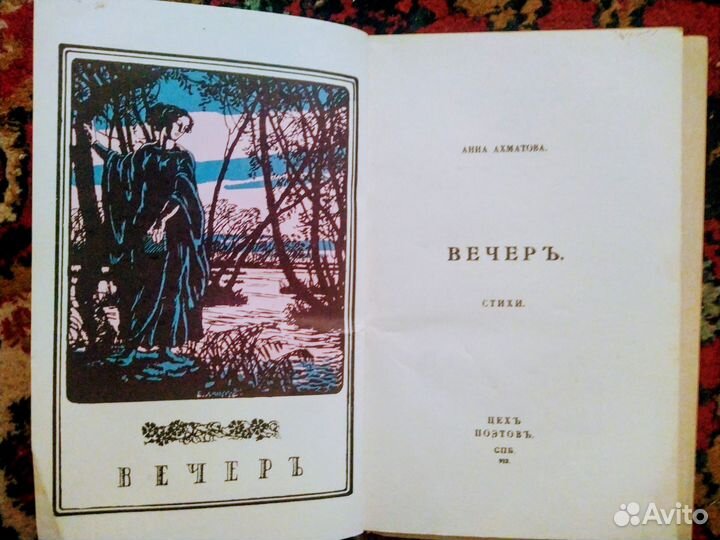 ВЕЧЕРЪ
АННА АХМАТОВА.
ВЕЧЕРЪ.
СТИХИ.
ЦЕХЪ
ПОЭТОВЪ.
СПБ.
912.
Avito